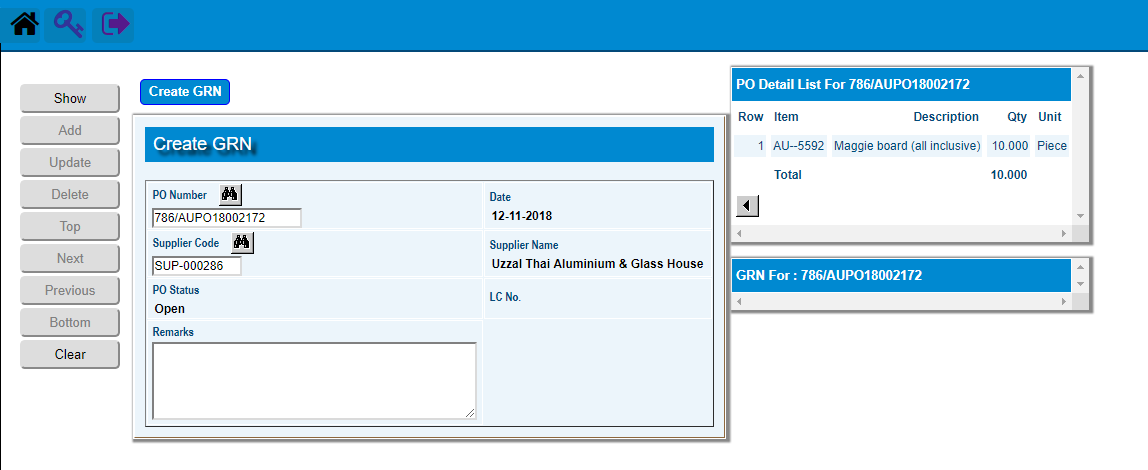 Show
Add
Update
Delete
Top
Next
Previous
Bottom
Clear
Create GRN
Create GRN
PO Number
786/AUPO18002172
Date
12-11-2018
Supplier Code
SUP-000286
Supplier Name
Uzzal Thai Aluminium & Glass House
PO Status
Open
LC No.
Remarks
PO Detail List For 786/AUPO18002172
Row Item Description Qty Unit
1 AU--5592 Maggie board (all inclusive) 10.000 Piece
Total 10.000
GRN For : 786/AUPO18002172